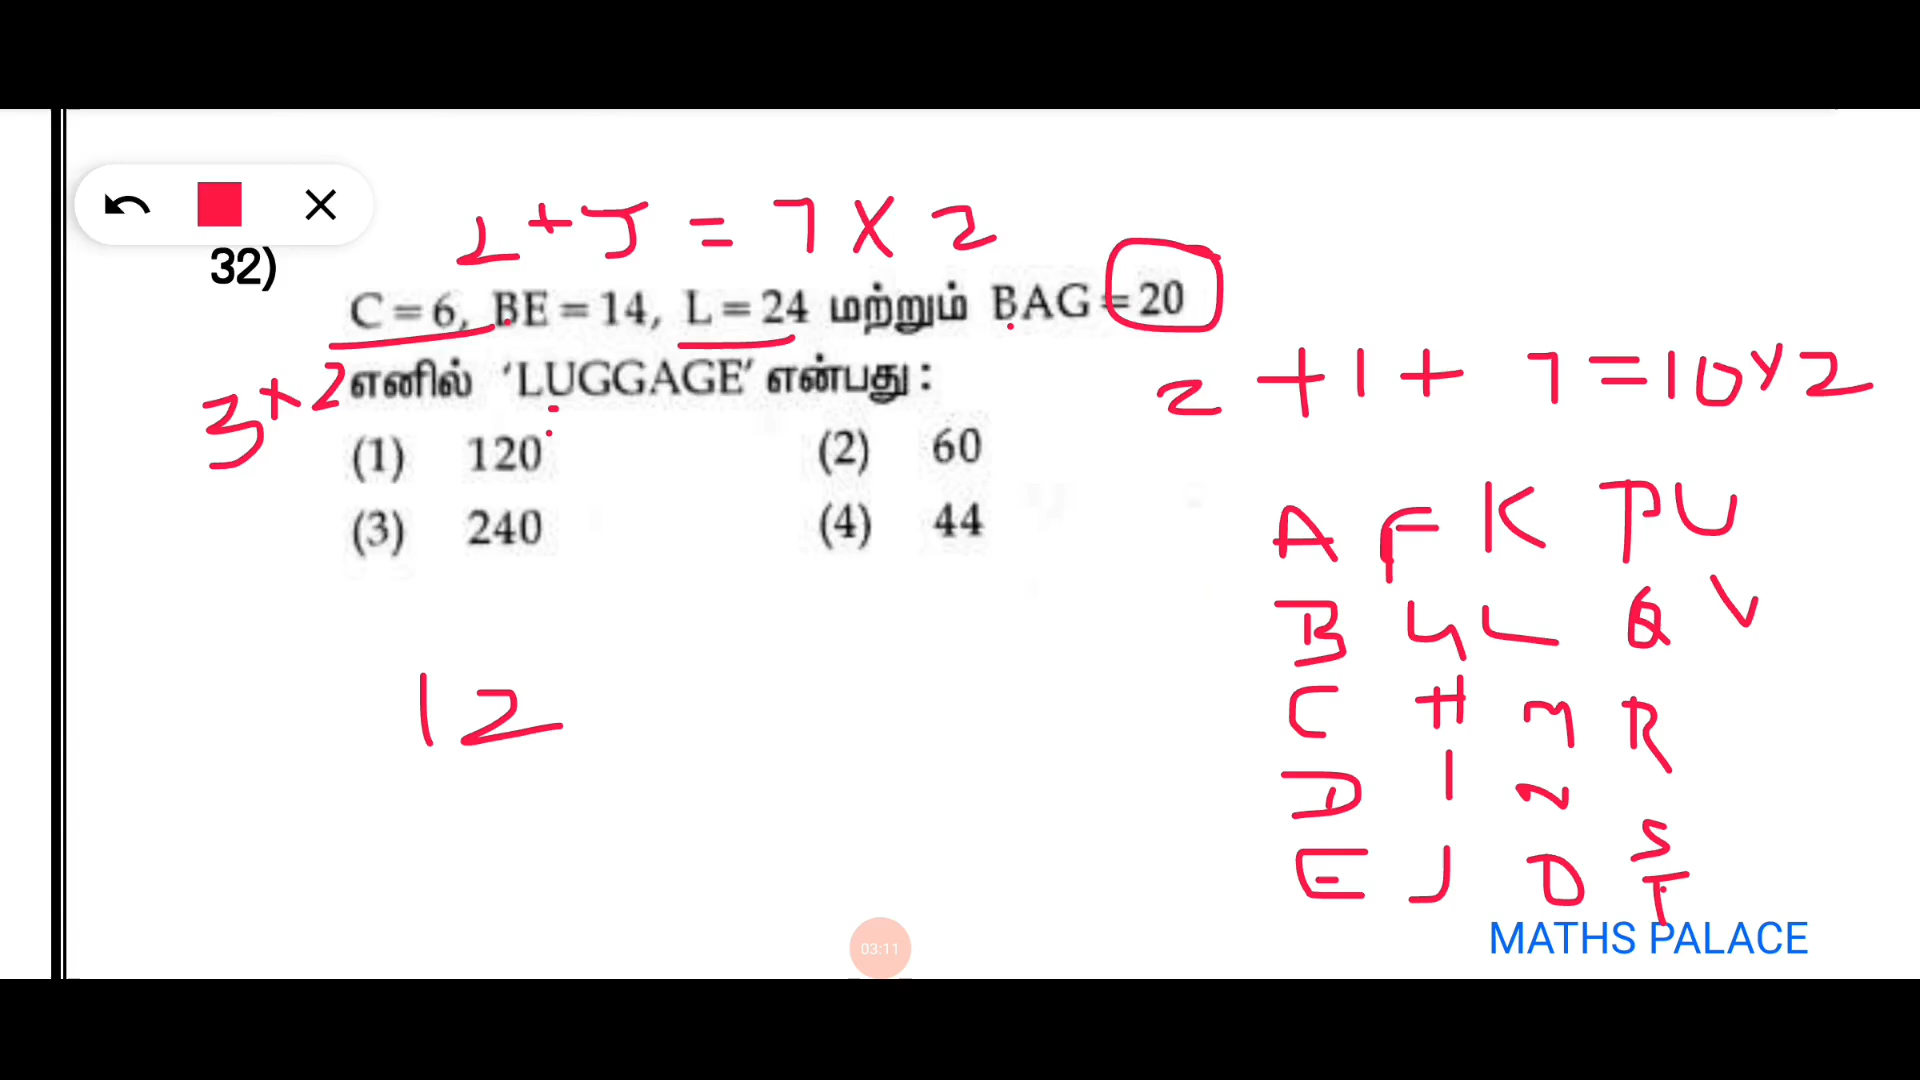 2 + 5 = 7 X 2
32)
C = 6, BE = 14, L = 24 மற்றும் BAG = 20
எனில் 'LUGGAGE' என்பது :
3 × 2
2 + 1 + 7 = 10 × 2
(1) 120 (2) 60
(3) 240 (4) 44
A F K P U
B G L Q V
C H M R
12
D I N S
E J O T
MATHS PALACE
03:11